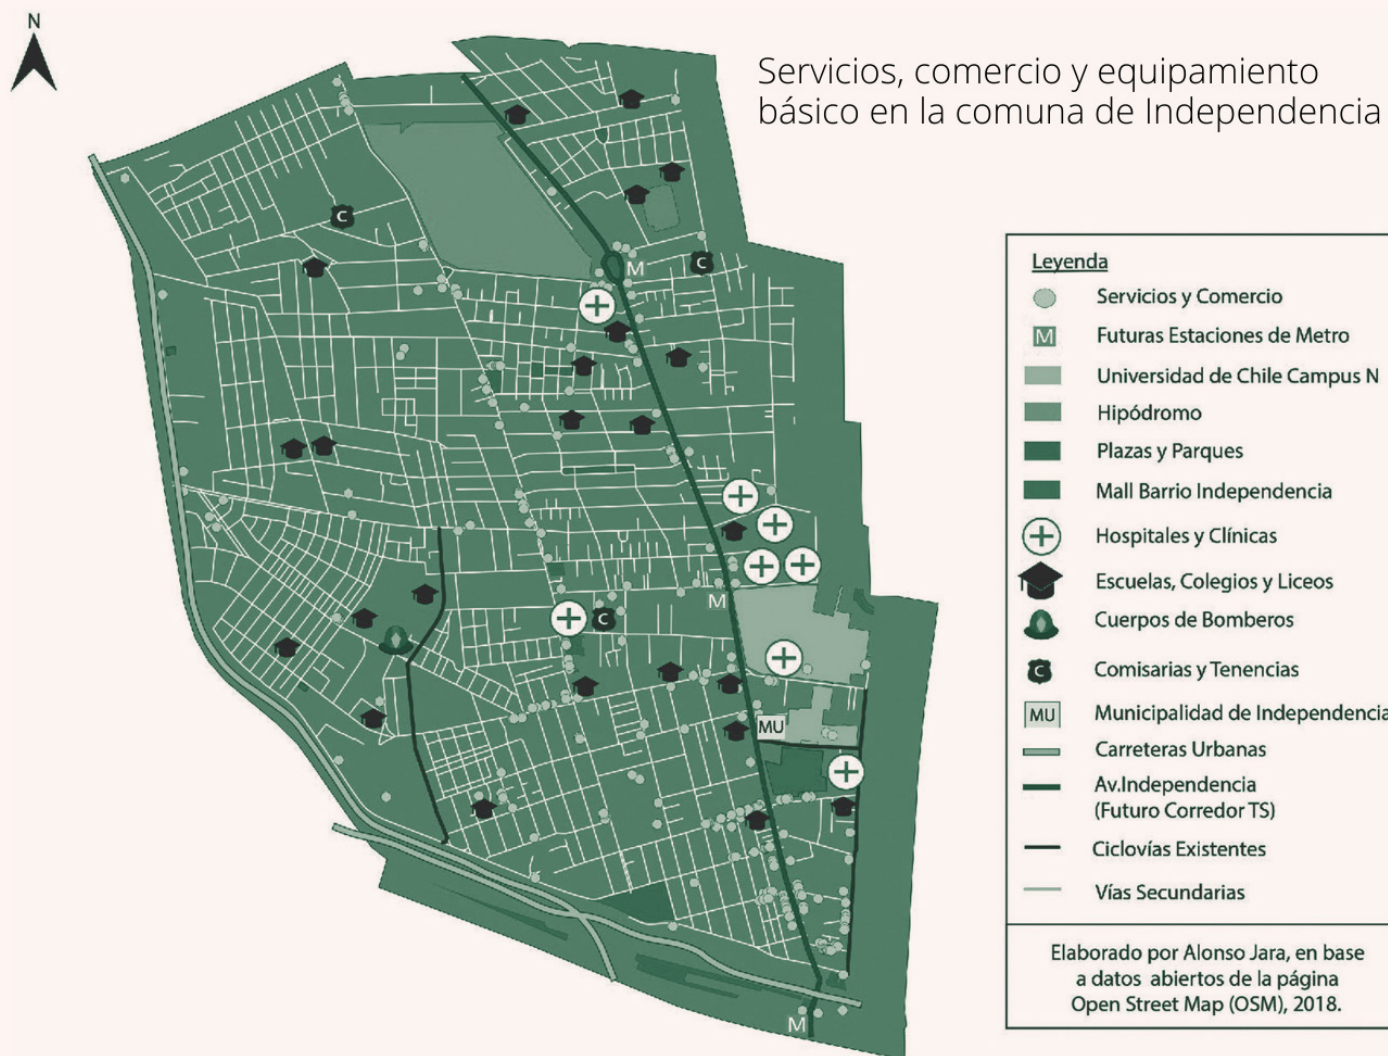 N
Servicios, comercio y equipamiento
básico en la comuna de Independencia
C
C
M
M
C
MU
M
Leyenda
Servicios y Comercio
M Futuras Estaciones de Metro
Universidad de Chile Campus N
Hipódromo
Plazas y Parques
Mall Barrio Independencia
Hospitales y Clínicas
Escuelas, Colegios y Liceos
Cuerpos de Bomberos
C Comisarias y Tenencias
MU Municipalidad de Independencia
Carreteras Urbanas
Av.Independencia
(Futuro Corredor TS)
Ciclovías Existentes
Vías Secundarias
Elaborado por Alonso Jara, en base
a datos abiertos de la página
Open Street Map (OSM), 2018.